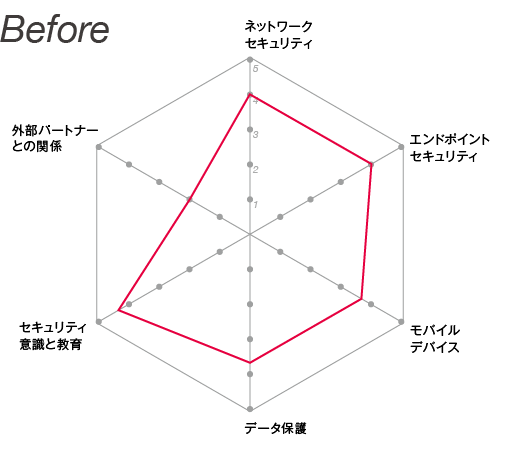 Before
ネットワーク
セキュリティ
5
4
3
2
1
外部パートナー
との関係
エンドポイント
セキュリティ
セキュリティ
意識と教育
モバイル
デバイス
データ保護